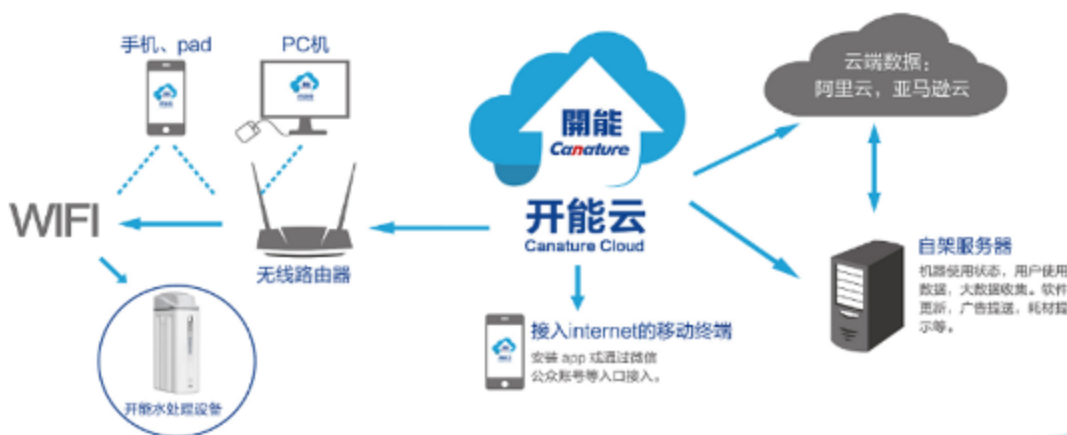 手机、pad
PC机
WIFI
无线路由器
开能水处理设备
開能
Canature
开能云
Canature Cloud
接入internet的移动终端
安装 app 或通过微信
公众账号等入口接入。
云端数据：
阿里云，亚马逊云
自架服务器
机器使用状态，用户使用
数据，大数据收集。软件
更新，广告推送，耗材提
示等。